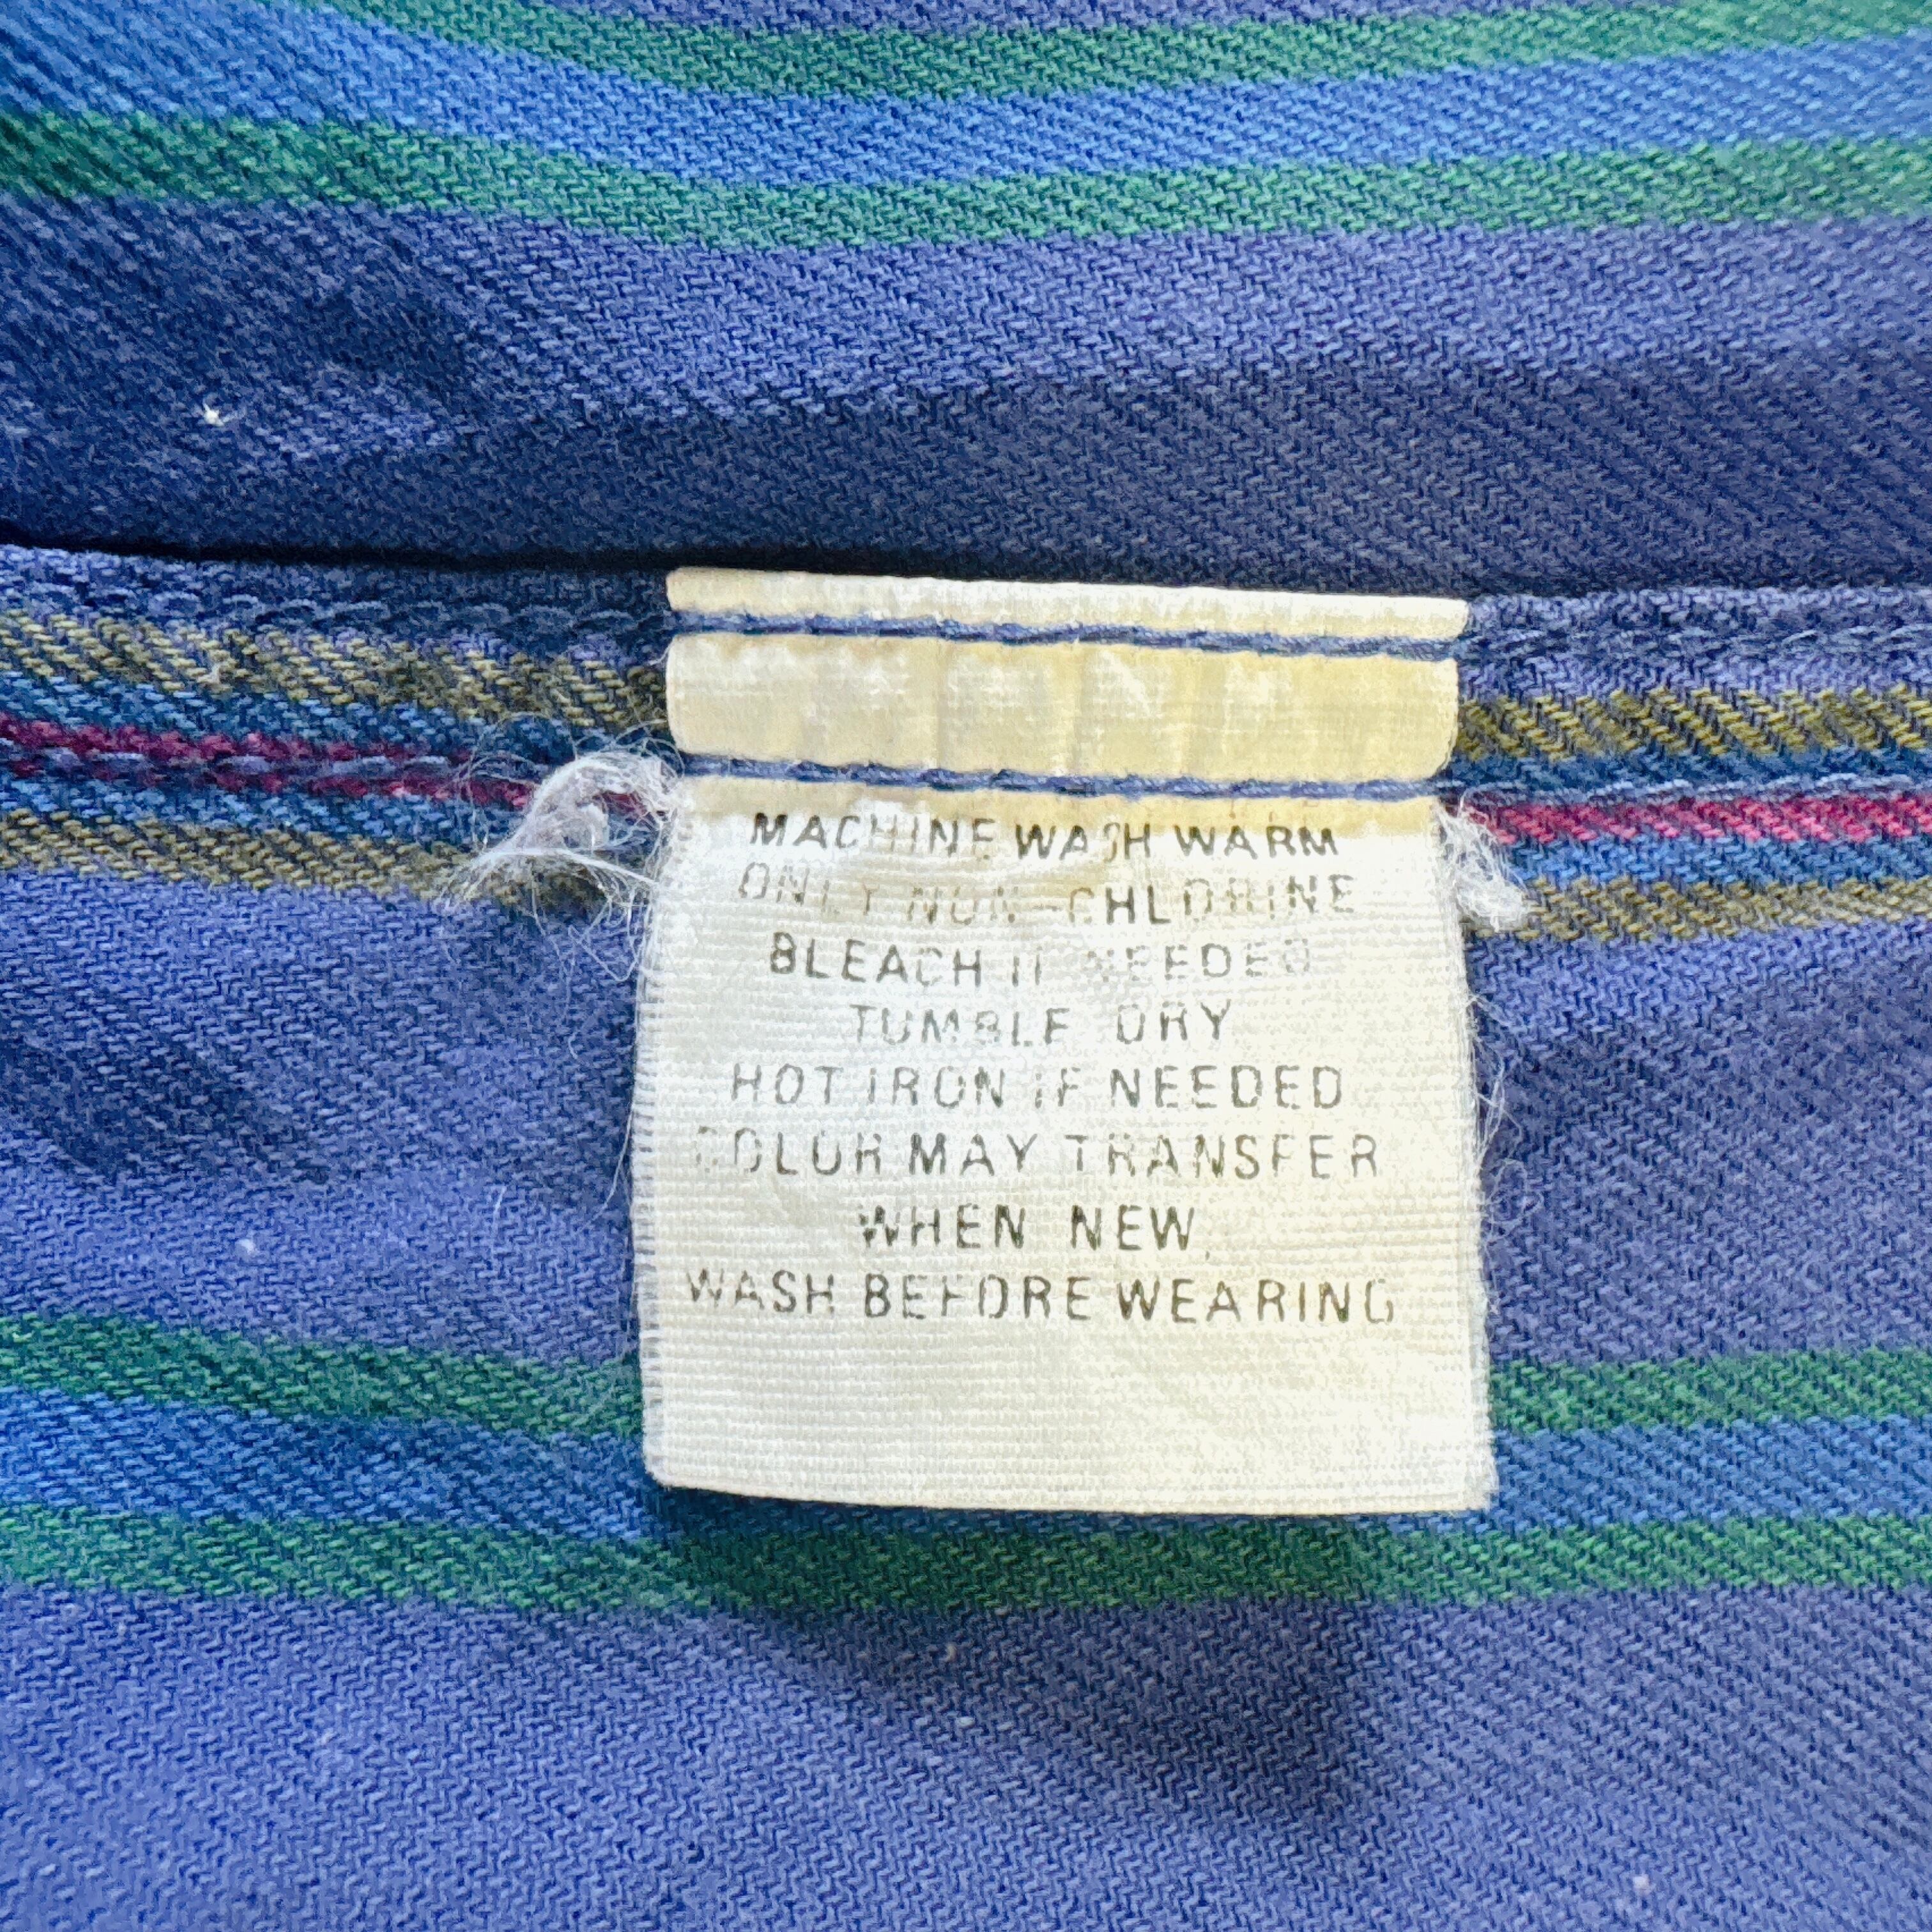 MACHINE WASH WARM
ONLY NON-CHLORINE
BLEACH IF NEEDED
TUMBLE DRY
HOT IRON IF NEEDED
COLOR MAY TRANSFER
WHEN NEW,
WASH BEFORE WEARING